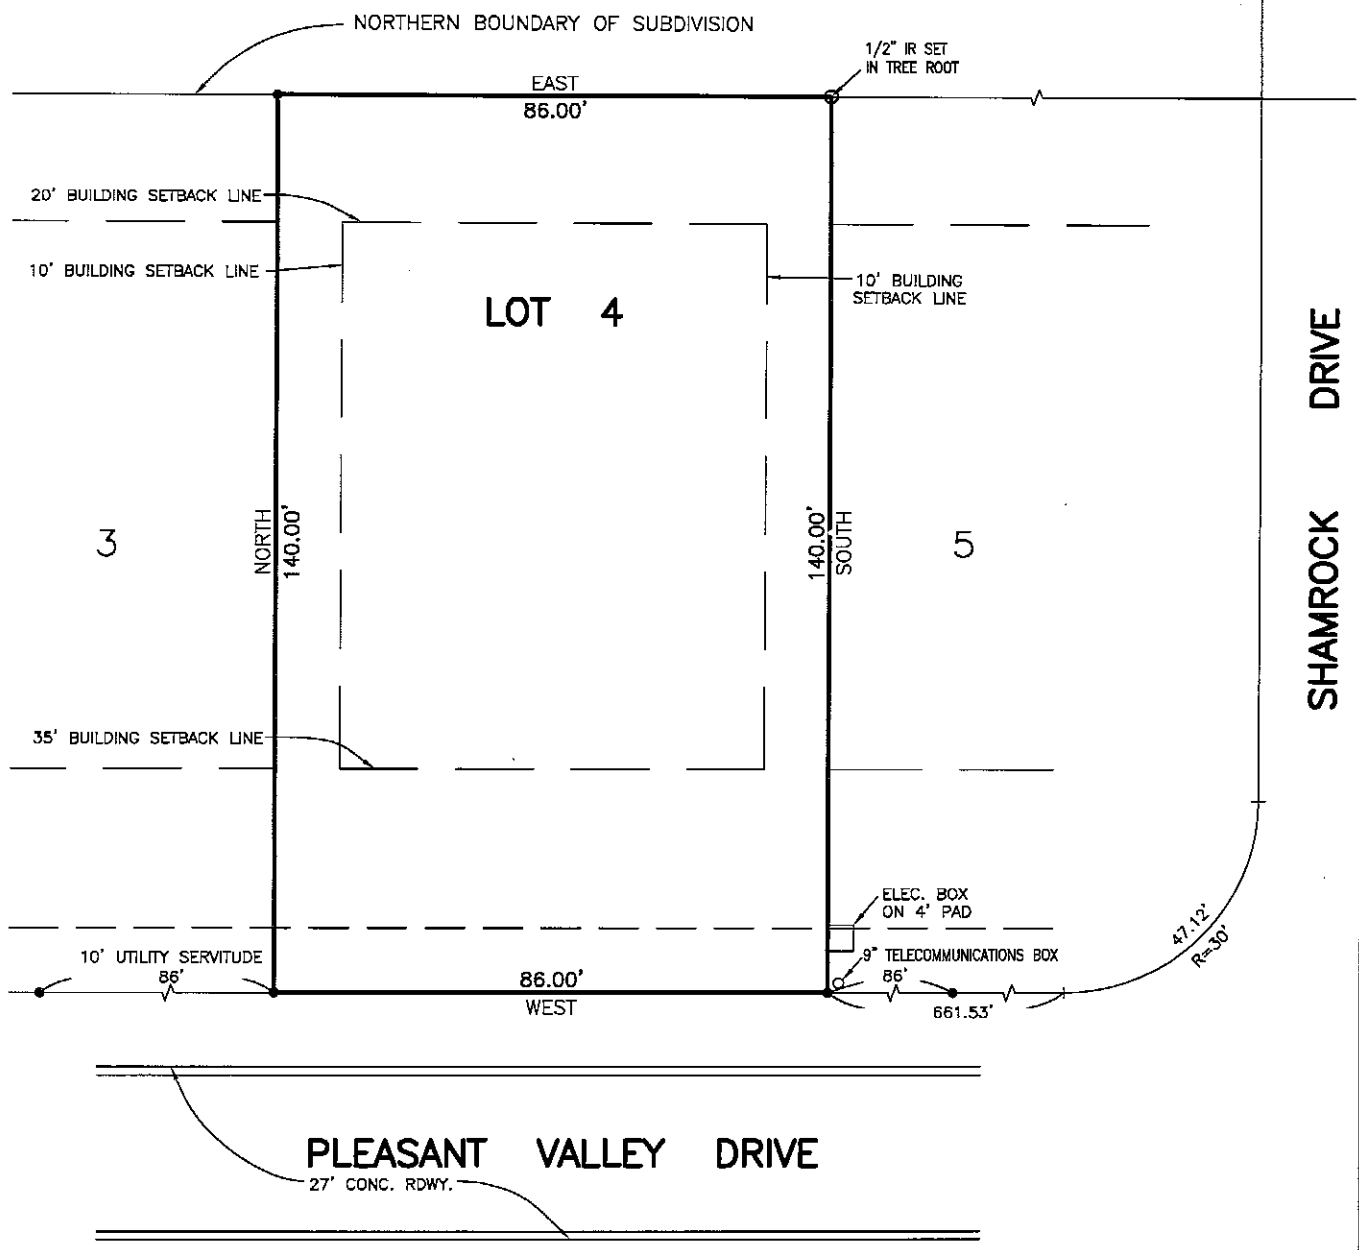 NORTHERN BOUNDARY OF SUBDIVISION
1/2" IR SET
IN TREE ROOT
EAST
86.00'
20' BUILDING SETBACK LINE
10' BUILDING SETBACK LINE
10' BUILDING
SETBACK LINE
LOT 4
SHAMROCK DRIVE
3
NORTH
140.00'
140.00'
SOUTH
5
35' BUILDING SETBACK LINE
ELEC. BOX
ON 4' PAD
47.12'
R=30'
10' UTILITY SERVITUDE
86'
9" TELECOMMUNICATIONS BOX
86'
86.00'
WEST
661.53'
PLEASANT VALLEY DRIVE
27' CONC. RDWY.